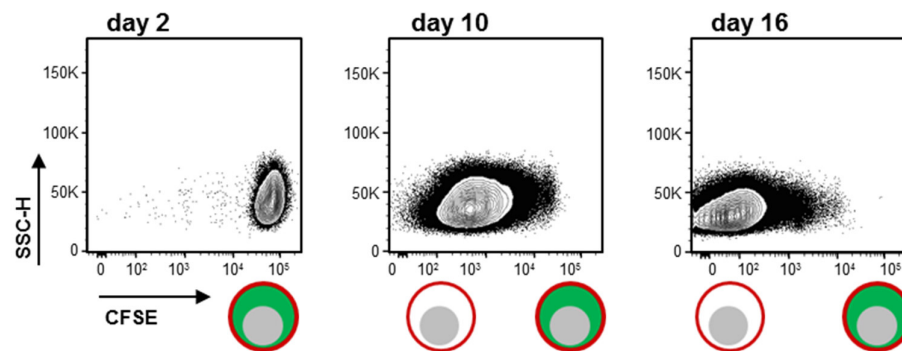 day 2 day 10 day 16
150K 150K 150K
100K 100K 100K
50K 50K 50K
0 0 0
SSC-H
0 10² 10³ 10⁴ 10⁵ 0 10² 10³ 10⁴ 10⁵ 0 10² 10³ 10⁴ 10⁵
CFSE